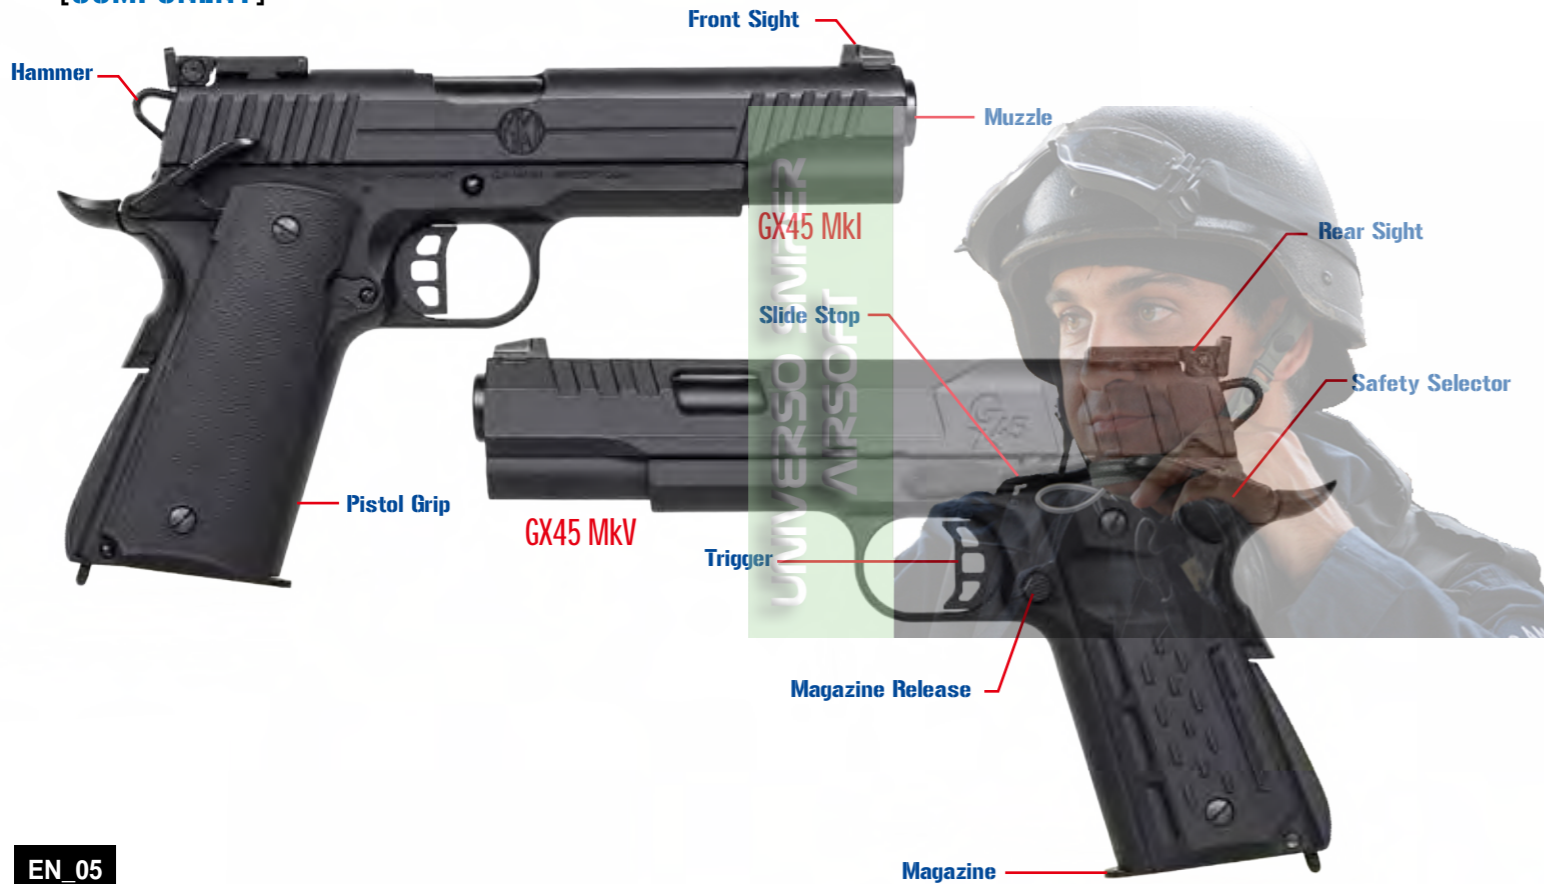 [COMPONENT]
Front Sight
Hammer
Muzzle
GX45 MkI
Rear Sight
Slide Stop
Safety Selector
UNIVERSO SNIPER
AIRSOFT
G
Pistol Grip
GX45 MkV
Trigger
Magazine Release
Magazine
EN_05